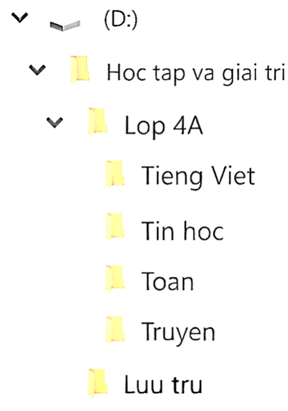 (D:)
Hoc tap va giai tri
Lop 4A
Tieng Viet
Tin hoc
Toan
Truyen
Luu tru